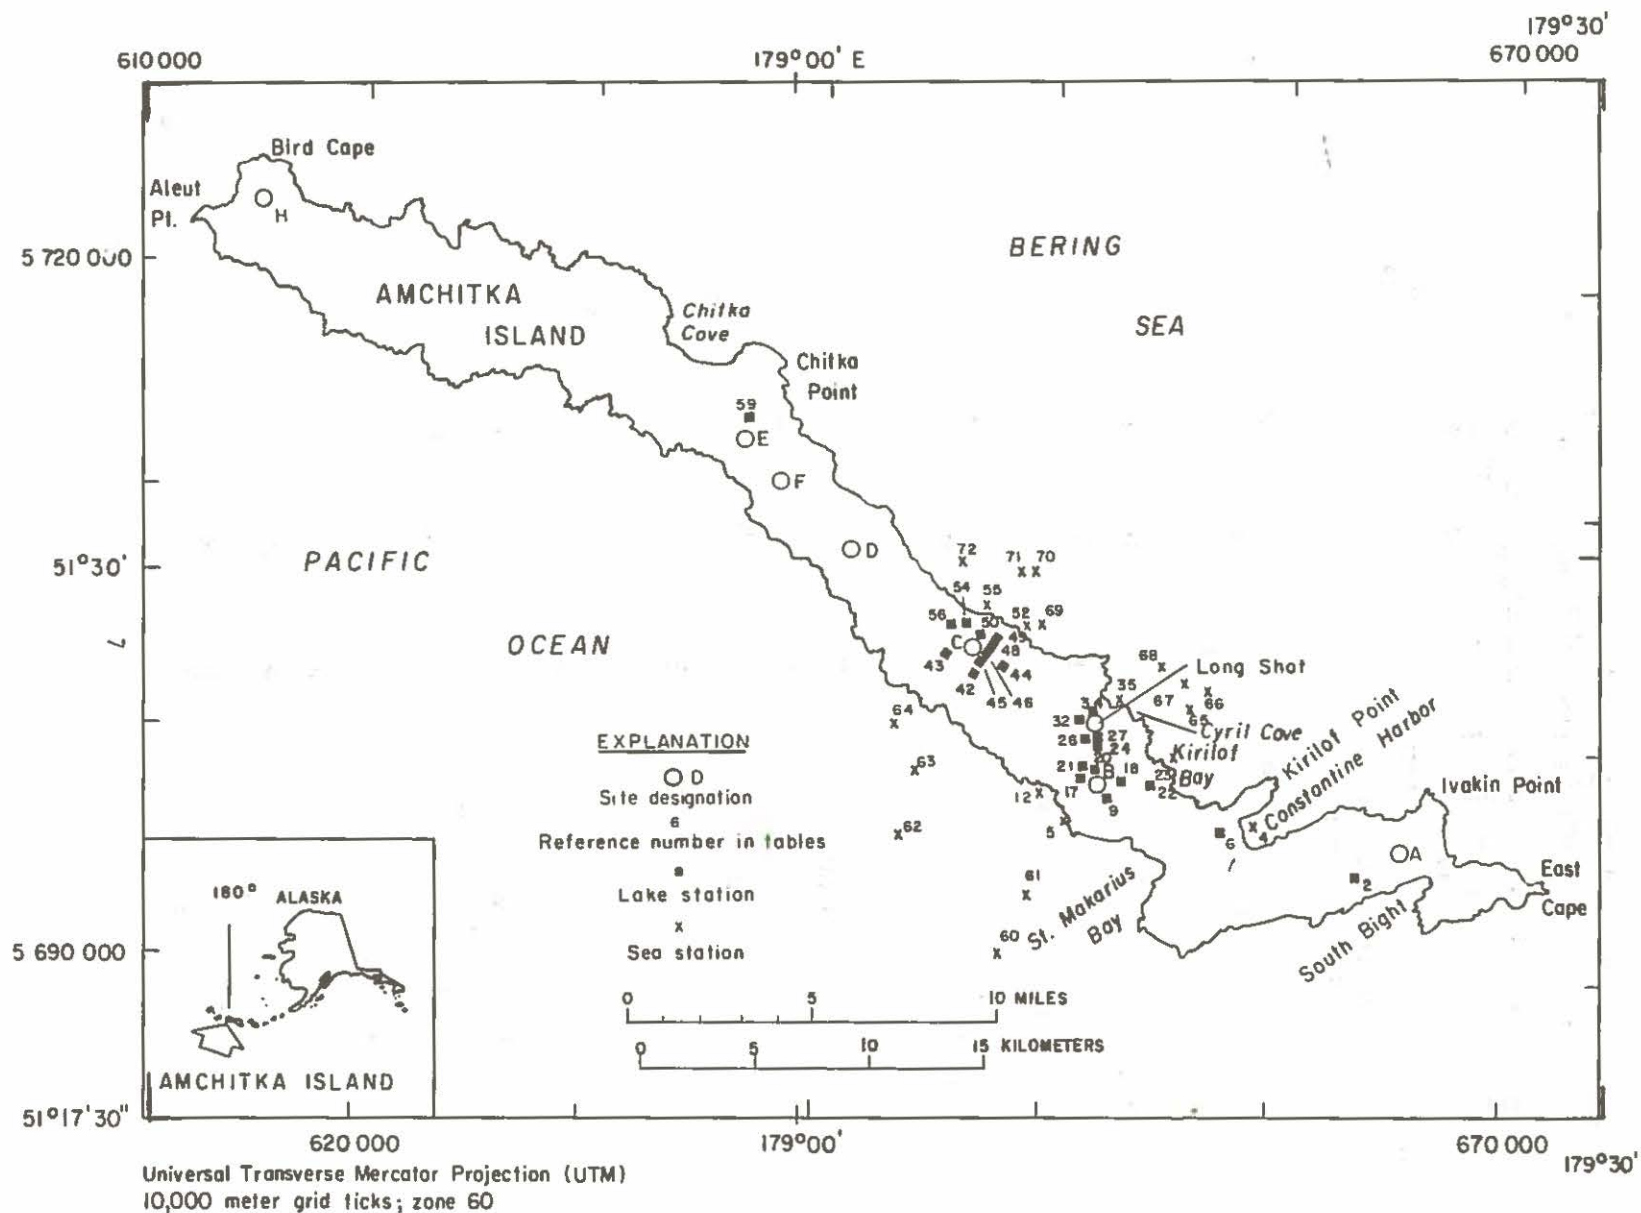 179°30'
610 000
179°00' E
670 000
Bird Cape
Aleut
Pt.
H
5 720 000
BERING
SEA
AMCHITKA
ISLAND
Chitka
Cove
Chitka
Point
59
E
F
D
PACIFIC
OCEAN
51°30'
72
71
70
54
55
56
52
69
50
C
49
48
43
44
42
45
46
68
Long Shot
35
67
66
65
64
32
Cyril Cove
27
26
24
Kirilof
Bay
Kirilof Point
Constantine Harbor
63
21
20
B
18
23
22
17
12
9
Ivakin Point
62
5
6
4
A
2
East
Cape
61
60
St. Makarius
Bay
South Bight
EXPLANATION
D
Site designation
6
Reference number in tables
Lake station
x
Sea station
0 5 10 MILES
0 5 10 15 KILOMETERS
180°
ALASKA
AMCHITKA ISLAND
5 690 000
51°17'30"
620 000
179°00'
670 000
179°30'
Universal Transverse Mercator Projection (UTM)
10,000 meter grid ticks; zone 60